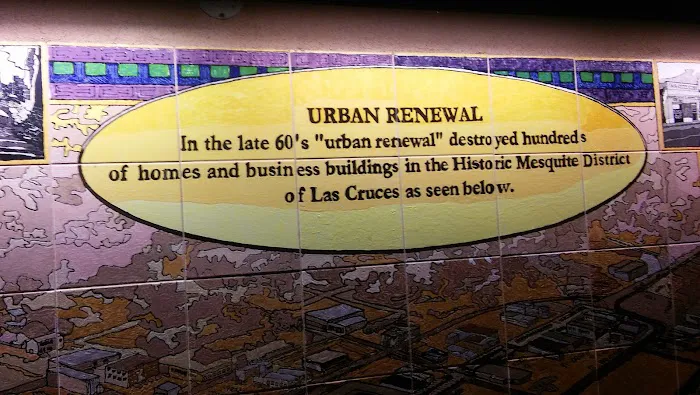 URBAN RENEWAL
In the late 60's "urban renewal" destroyed hundreds
of homes and business buildings in the Historic Mesquite District
of Las Cruces as seen below.